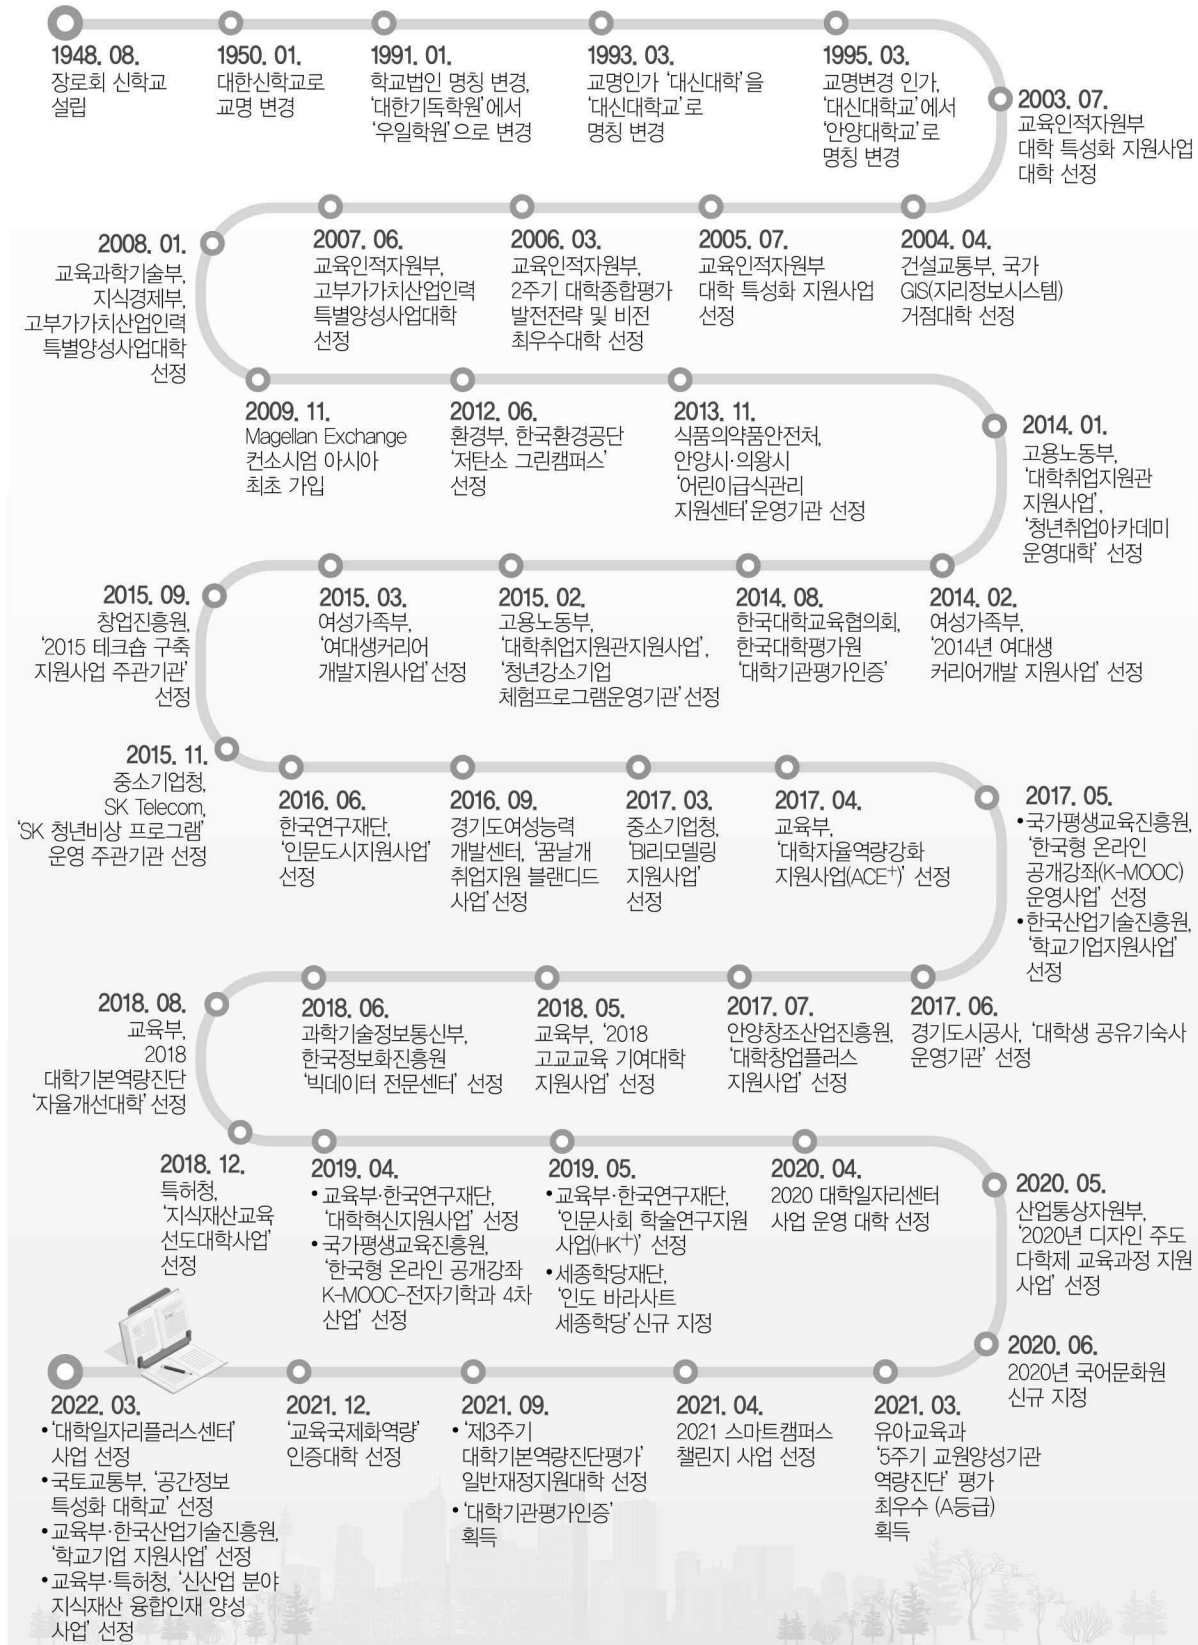 1948. 08.
장로회 신학교
설립
1950. 01.
대한신학교로
교명 변경
1991. 01.
학교법인 명칭 변경,
‘대한기독학원’에서
‘우일학원’으로 변경
1993. 03.
교명인가 ‘대신대학’을
‘대신대학교’로
명칭 변경
1995. 03.
교명변경 인가,
‘대신대학교’에서
‘안양대학교’로
명칭 변경
2003. 07.
교육인적자원부
대학 특성화 지원사업
대학 선정
2004. 04.
건설교통부, 국가
GIS(지리정보시스템)
거점대학 선정
2005. 07.
교육인적자원부
대학 특성화 지원사업
선정
2006. 03.
교육인적자원부,
2주기 대학종합평가
발전전략 및 비전
최우수대학 선정
2007. 06.
교육인적자원부,
고부가가치산업인력
특별양성사업대학
선정
2008. 01.
교육과학기술부,
지식경제부,
고부가가치산업인력
특별양성사업대학
선정
2009. 11.
Magellan Exchange
컨소시엄 아시아
최초 가입
2012. 06.
환경부, 한국환경공단
‘저탄소 그린캠퍼스’
선정
2013. 11.
식품의약품안전처,
안양시·의왕시
‘어린이급식관리
지원센터’운영기관 선정
2014. 01.
고용노동부,
‘대학취업지원관
지원사업’,
‘청년취업아카데미
운영대학’ 선정
2014. 02.
여성가족부,
‘2014년 여대생
커리어개발 지원사업’ 선정
2014. 08.
한국대학교육협의회,
한국대학평가원
‘대학기관평가인증’
2015. 02.
고용노동부,
‘대학취업지원관지원사업’,
‘청년강소기업
체험프로그램운영기관’선정
2015. 03.
여성가족부,
‘여대생커리어
개발지원사업’선정
2015. 09.
창업진흥원,
‘2015 테크숍 구축
지원사업 주관기관’
선정
2015. 11.
중소기업청,
SK Telecom,
‘SK 청년비상 프로그램’
운영 주관기관 선정
2016. 06.
한국연구재단,
‘인문도시지원사업’
선정
2016. 09.
경기도여성능력
개발센터, ‘꿈날개
취업지원 블랜디드
사업’선정
2017. 03.
중소기업청,
‘BI리모델링
지원사업’
선정
2017. 04.
교육부,
‘대학자율역량강화
지원사업(ACE⁺)’ 선정
2017. 05.
•국가평생교육진흥원,
‘한국형 온라인
공개강좌(K-MOOC)
운영사업’ 선정
•한국산업기술진흥원,
‘학교기업지원사업’
선정
2017. 06.
경기도시공사, ‘대학생 공유기숙사
운영기관’ 선정
2017. 07.
안양창조산업진흥원,
‘대학창업플러스
지원사업’ 선정
2018. 05.
교육부, ‘2018
고교교육 기여대학
지원사업’ 선정
2018. 06.
과학기술정보통신부,
한국정보화진흥원
‘빅데이터 전문센터’ 선정
2018. 08.
교육부,
2018
대학기본역량진단
‘자율개선대학’선정
2018. 12.
특허청,
‘지식재산교육
선도대학사업’
선정
2019. 04.
•교육부·한국연구재단,
‘대학혁신지원사업’ 선정
•국가평생교육진흥원,
‘한국형 온라인 공개강좌
K-MOOC-전자기학과 4차
산업’ 선정
2019. 05.
•교육부·한국연구재단,
‘인문사회 학술연구지원
사업(HK⁺)’ 선정
•세종학당재단,
‘인도 바라사트
세종학당’신규 지정
2020. 04.
2020 대학일자리센터
사업 운영 대학 선정
2020. 05.
산업통상자원부,
‘2020년 디자인 주도
다학제 교육과정 지원
사업’ 선정
2020. 06.
2020년 국어문화원
신규 지정
2021. 03.
유아교육과
‘5주기 교원양성기관
역량진단’ 평가
최우수 (A등급)
획득
2021. 04.
2021 스마트캠퍼스
챌린지 사업 선정
2021. 09.
•‘제3주기
대학기본역량진단평가’
일반재정지원대학 선정
•‘대학기관평가인증’
획득
2021. 12.
‘교육국제화역량’
인증대학 선정
2022. 03.
•‘대학일자리플러스센터’
사업 선정
•국토교통부, ‘공간정보
특성화 대학교’ 선정
•교육부·한국산업기술진흥원,
‘학교기업 지원사업’ 선정
•교육부·특허청, ‘신산업 분야
지식재산 융합인재 양성
사업’ 선정